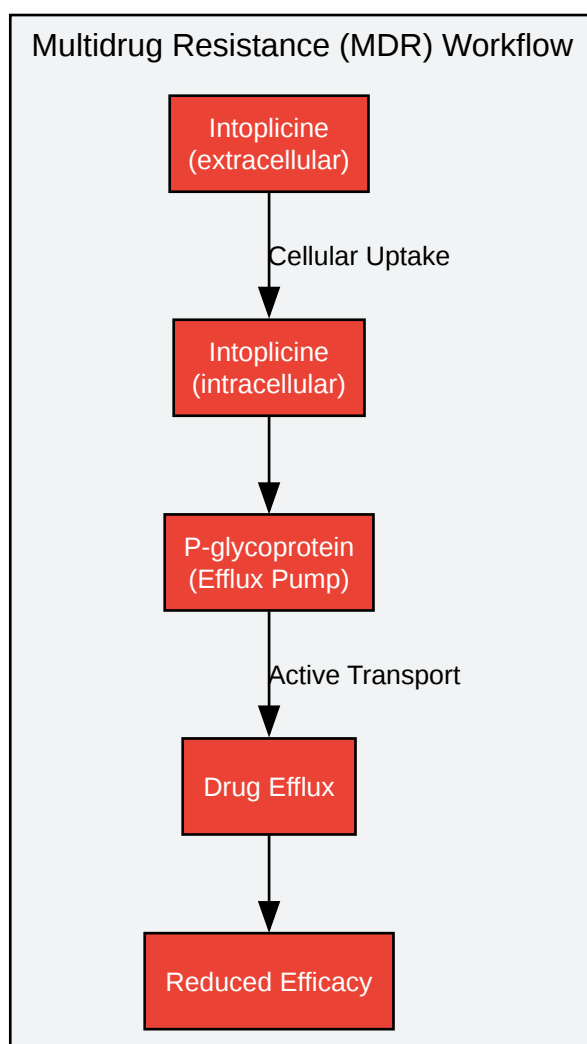 Multidrug Resistance (MDR) Workflow
Intoplicine
(extracellular)
Cellular Uptake
Intoplicine
(intracellular)
P-glycoprotein
(Efflux Pump)
Active Transport
Drug Efflux
Reduced Efficacy